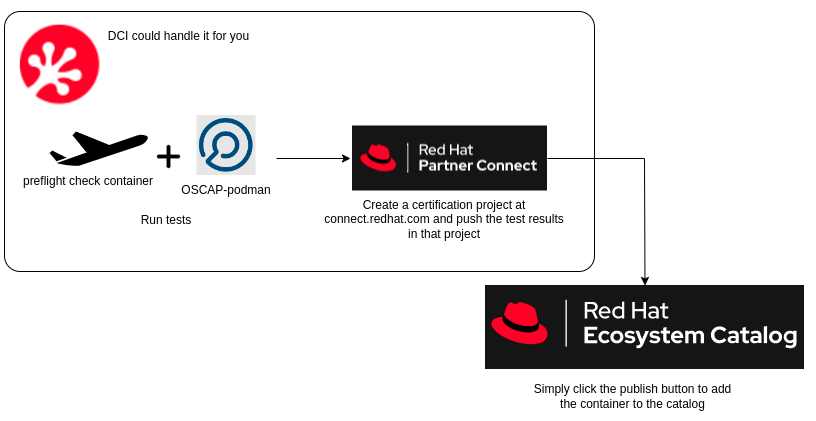 DCI could handle it for you
preflight check container
OSCAP-podman
Run tests
Red Hat
Partner Connect
Create a certification project at
connect.redhat.com and push the test results
in that project
Red Hat
Ecosystem Catalog
Simply click the publish button to add
the container to the catalog